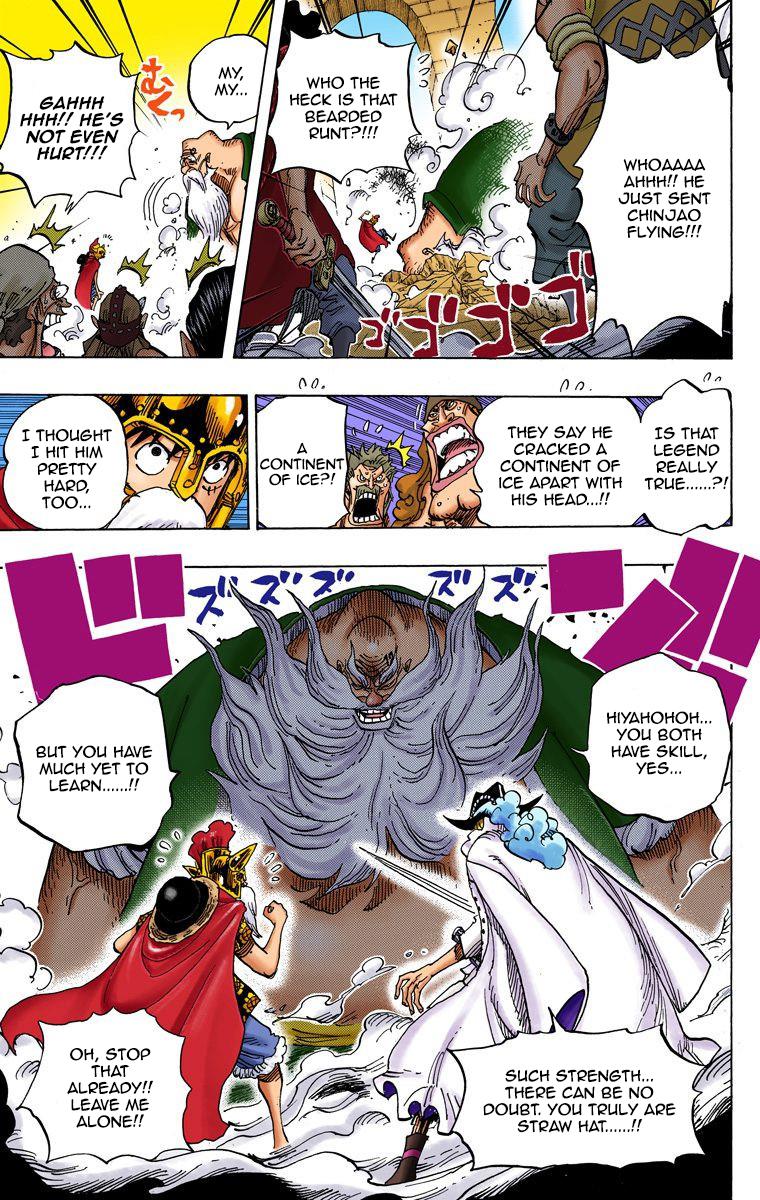 WHOAAAA
AHHH!! HE
JUST SENT
CHINJAO
FLYING!!!
WHO THE
HECK IS THAT
BEARDED
RUNT?!!!
ゴゴゴゴ
MY,
MY...
むくっ
GAHHH
HHH!! HE'S
NOT EVEN
HURT!!!
IS THAT
LEGEND
REALLY
TRUE......?!
THEY SAY HE
CRACKED A
CONTINENT OF
ICE APART WITH
HIS HEAD...!!
A
CONTINENT
OF ICE?!
I THOUGHT
I HIT HIM
PRETTY
HARD,
TOO...
ズズズズズ
HIYAHOHOH...
YOU BOTH
HAVE SKILL,
YES...
BUT YOU HAVE
MUCH YET TO
LEARN......!!
SUCH STRENGTH...
THERE CAN BE NO
DOUBT. YOU TRULY ARE
STRAW HAT......!!
OH, STOP
THAT
ALREADY!!
LEAVE ME
ALONE!!